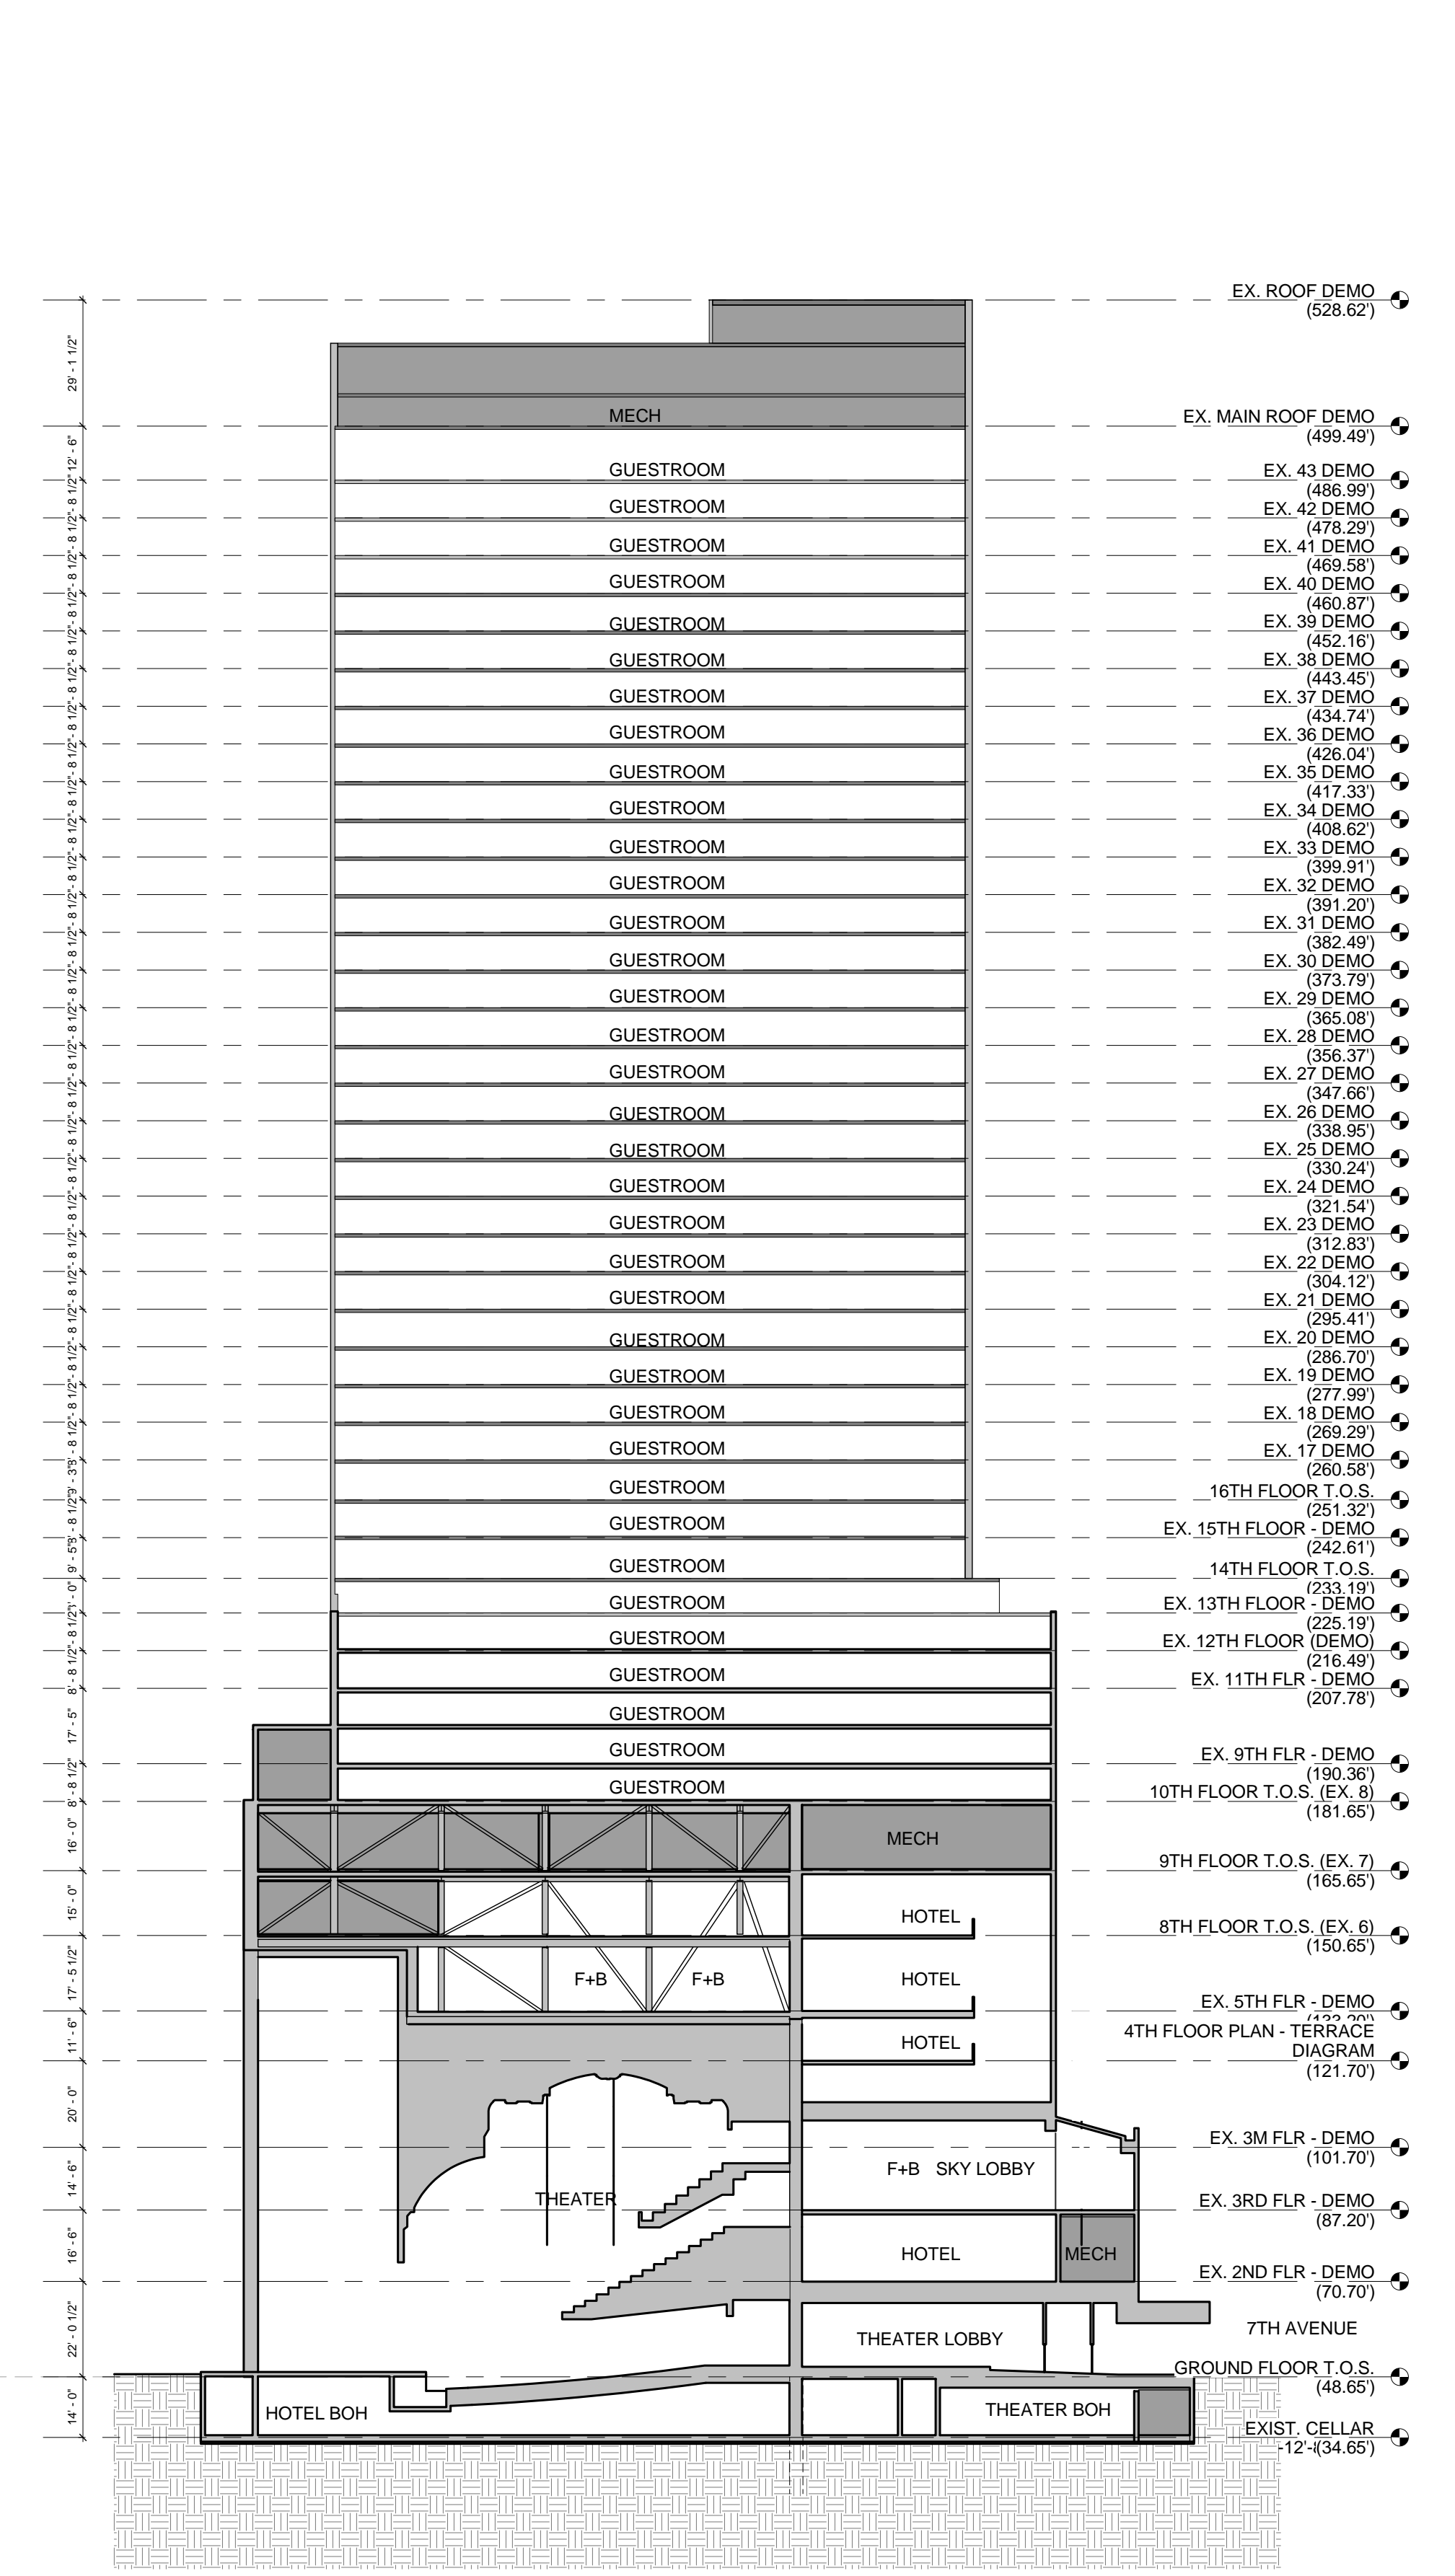 EX. ROOF DEMO
(528.62')
29' - 1 1/2"
MECH
EX. MAIN ROOF DEMO
(499.49')
12' - 6"
GUESTROOM
EX. 43 DEMO
(486.99')
GUESTROOM
EX. 42 DEMO
(478.29')
GUESTROOM
EX. 41 DEMO
(469.58')
GUESTROOM
EX. 40 DEMO
(460.87')
GUESTROOM
EX. 39 DEMO
(452.16')
GUESTROOM
EX. 38 DEMO
(443.45')
GUESTROOM
EX. 37 DEMO
(434.74')
GUESTROOM
EX. 36 DEMO
(426.04')
GUESTROOM
EX. 35 DEMO
(417.33')
GUESTROOM
EX. 34 DEMO
(408.62')
GUESTROOM
EX. 33 DEMO
(399.91')
GUESTROOM
EX. 32 DEMO
(391.20')
GUESTROOM
EX. 31 DEMO
(382.49')
GUESTROOM
EX. 30 DEMO
(373.79')
GUESTROOM
EX. 29 DEMO
(365.08')
GUESTROOM
EX. 28 DEMO
(356.37')
GUESTROOM
EX. 27 DEMO
(347.66')
GUESTROOM
EX. 26 DEMO
(338.95')
GUESTROOM
EX. 25 DEMO
(330.24')
GUESTROOM
EX. 24 DEMO
(321.54')
GUESTROOM
EX. 23 DEMO
(312.83')
GUESTROOM
EX. 22 DEMO
(304.12')
GUESTROOM
EX. 21 DEMO
(295.41')
GUESTROOM
EX. 20 DEMO
(286.70')
GUESTROOM
EX. 19 DEMO
(277.99')
GUESTROOM
EX. 18 DEMO
(269.29')
GUESTROOM
EX. 17 DEMO
(260.58')
GUESTROOM
16TH FLOOR T.O.S.
(251.32')
GUESTROOM
EX. 15TH FLOOR - DEMO
(242.61')
GUESTROOM
14TH FLOOR T.O.S.
(233.19')
GUESTROOM
EX. 13TH FLOOR - DEMO
(225.19')
GUESTROOM
EX. 12TH FLOOR (DEMO)
(216.49')
8' - 8 1/2"
GUESTROOM
EX. 11TH FLR - DEMO
(207.78')
17' - 5"
GUESTROOM
GUESTROOM
EX. 9TH FLR - DEMO
(190.36')
8' - 8 1/2"
GUESTROOM
10TH FLOOR T.O.S. (EX. 8)
(181.65')
16' - 0"
MECH
9TH FLOOR T.O.S. (EX. 7)
(165.65')
15' - 0"
HOTEL
8TH FLOOR T.O.S. (EX. 6)
(150.65')
17' - 5 1/2"
F+B
F+B
HOTEL
EX. 5TH FLR - DEMO
11' - 6"
HOTEL
4TH FLOOR PLAN - TERRACE
DIAGRAM
(121.70')
20' - 0"
EX. 3M FLR - DEMO
(101.70')
14' - 6"
F+B SKY LOBBY
THEATER
EX. 3RD FLR - DEMO
(87.20')
16' - 6"
HOTEL
MECH
EX. 2ND FLR - DEMO
(70.70')
22' - 0 1/2"
THEATER LOBBY
7TH AVENUE
GROUND FLOOR T.O.S.
(48.65')
14' - 0"
HOTEL BOH
THEATER BOH
EXIST. CELLAR
(34.65')